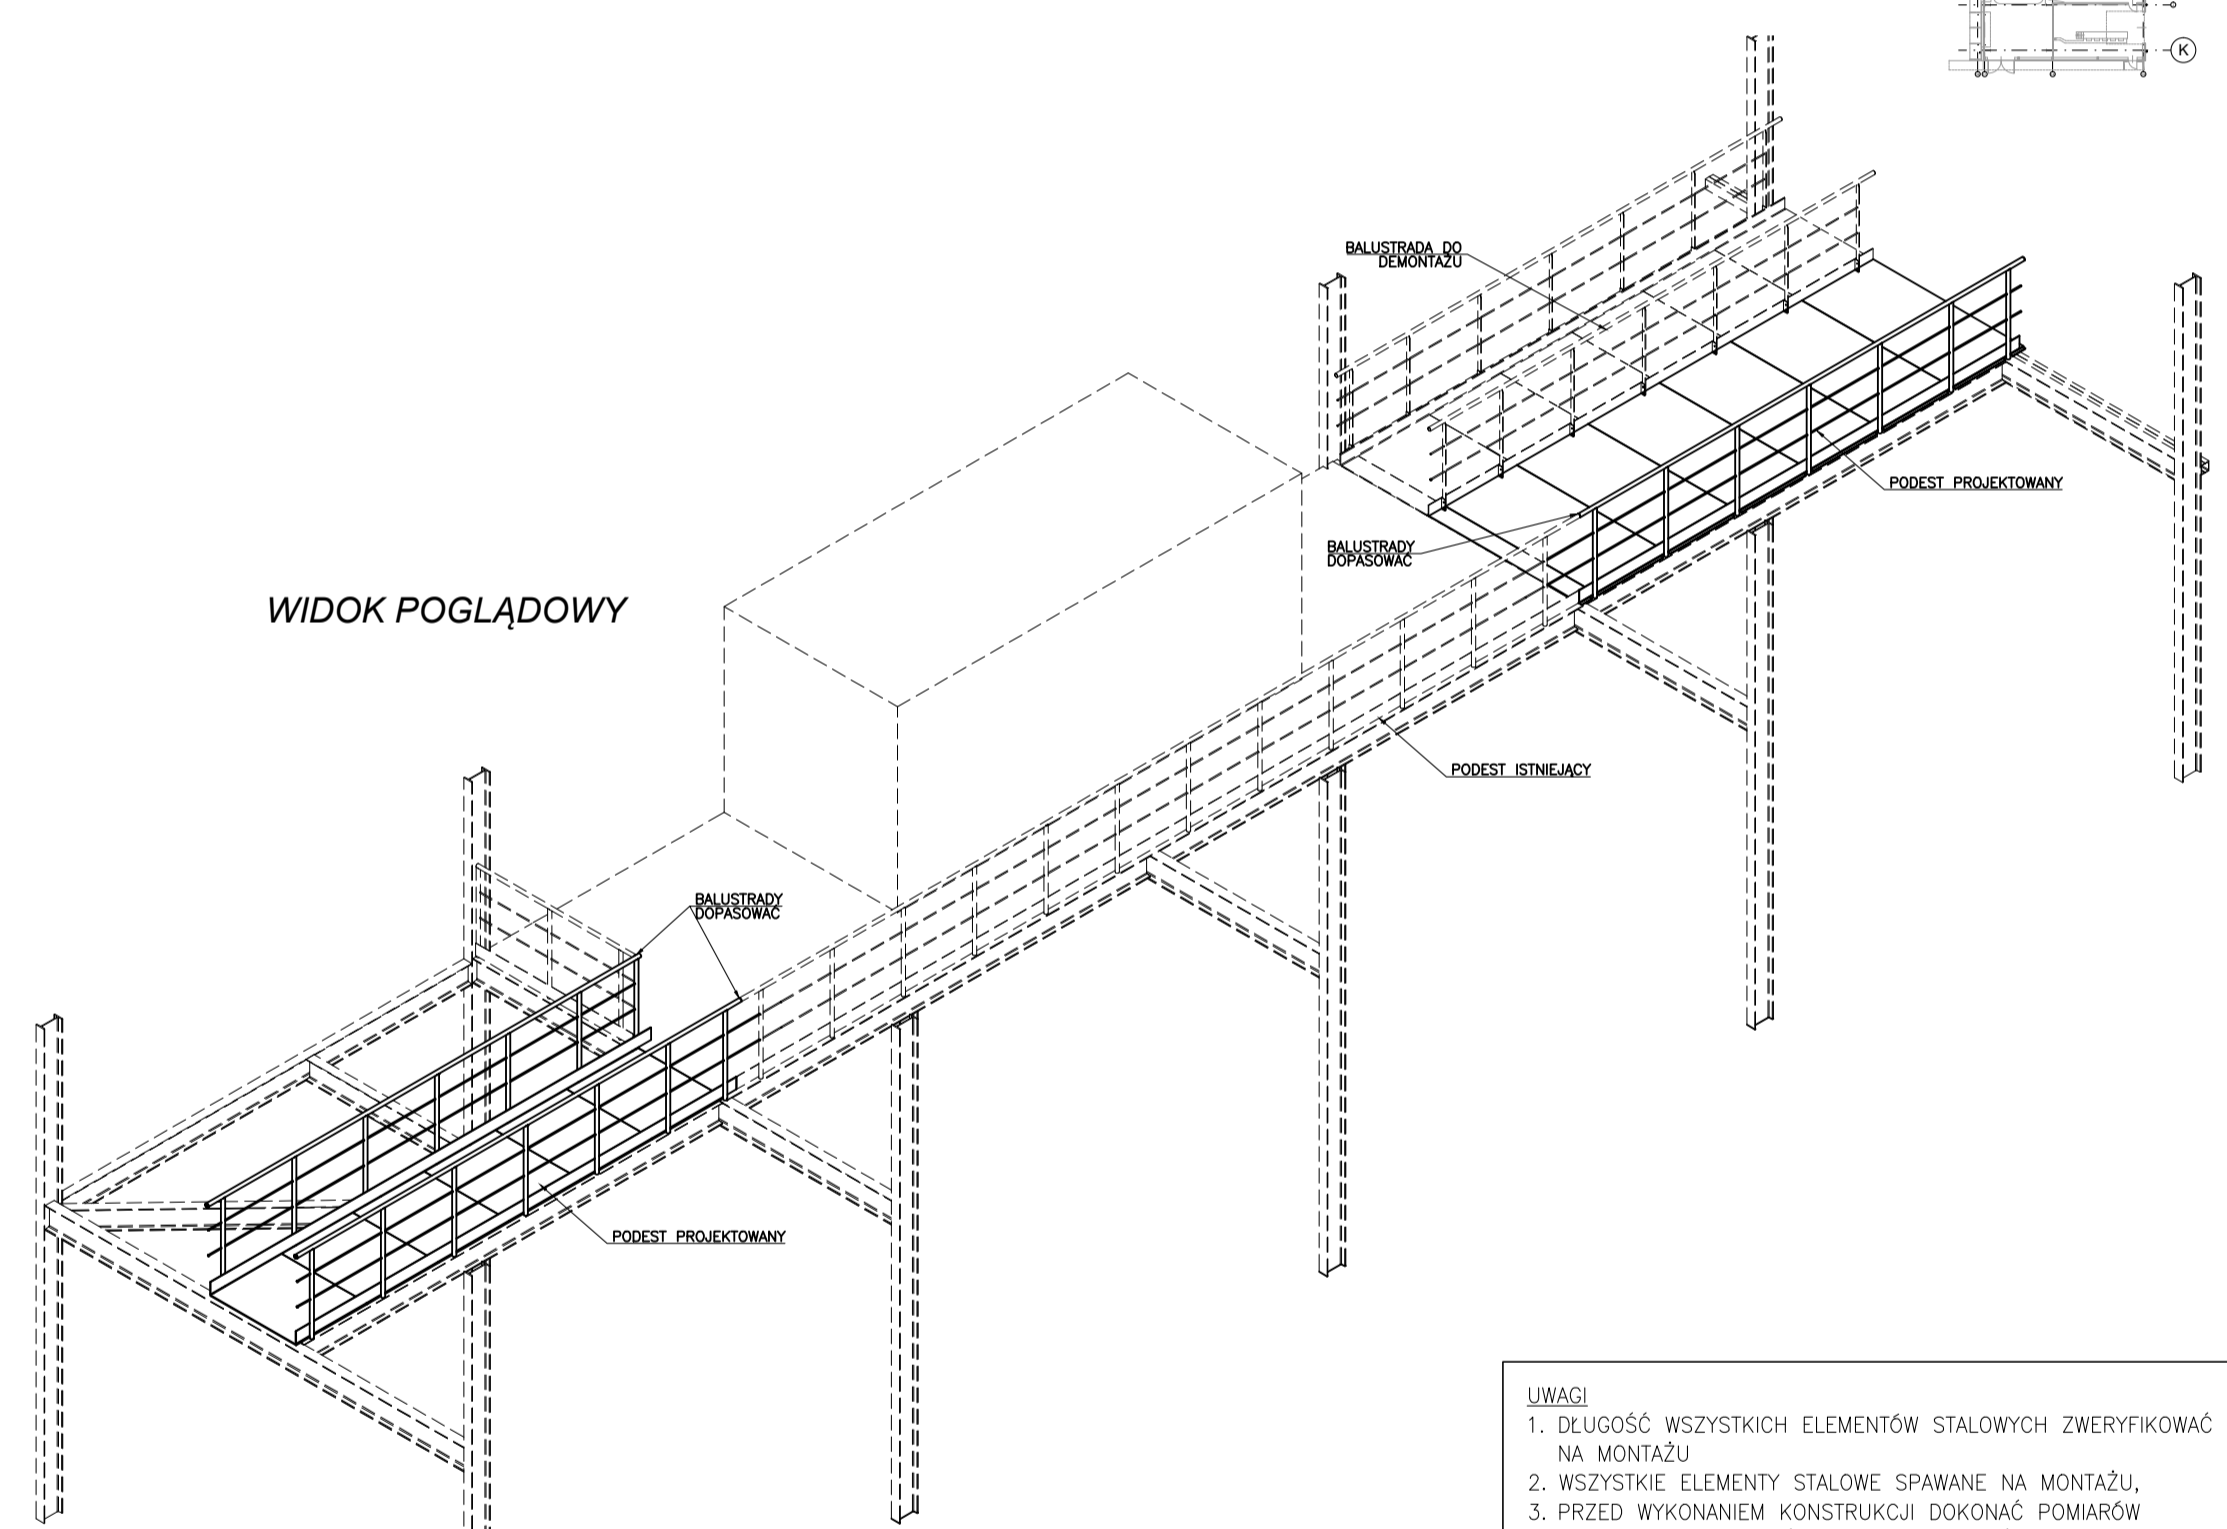 K
BALUSTRADA DO
DEMONTAŻU
PODEST PROJEKTOWANY
BALUSTRADY
DOPASOWAĆ
WIDOK POGLĄDOWY
PODEST ISTNIEJĄCY
BALUSTRADY
DOPASOWAĆ
PODEST PROJEKTOWANY
UWAGI
1. DŁUGOŚĆ WSZYSTKICH ELEMENTÓW STALOWYCH ZWERYFIKOWAĆ
NA MONTAŻU
2. WSZYSTKIE ELEMENTY STALOWE SPAWANE NA MONTAŻU,
3. PRZED WYKONANIEM KONSTRUKCJI DOKONAĆ POMIARÓW